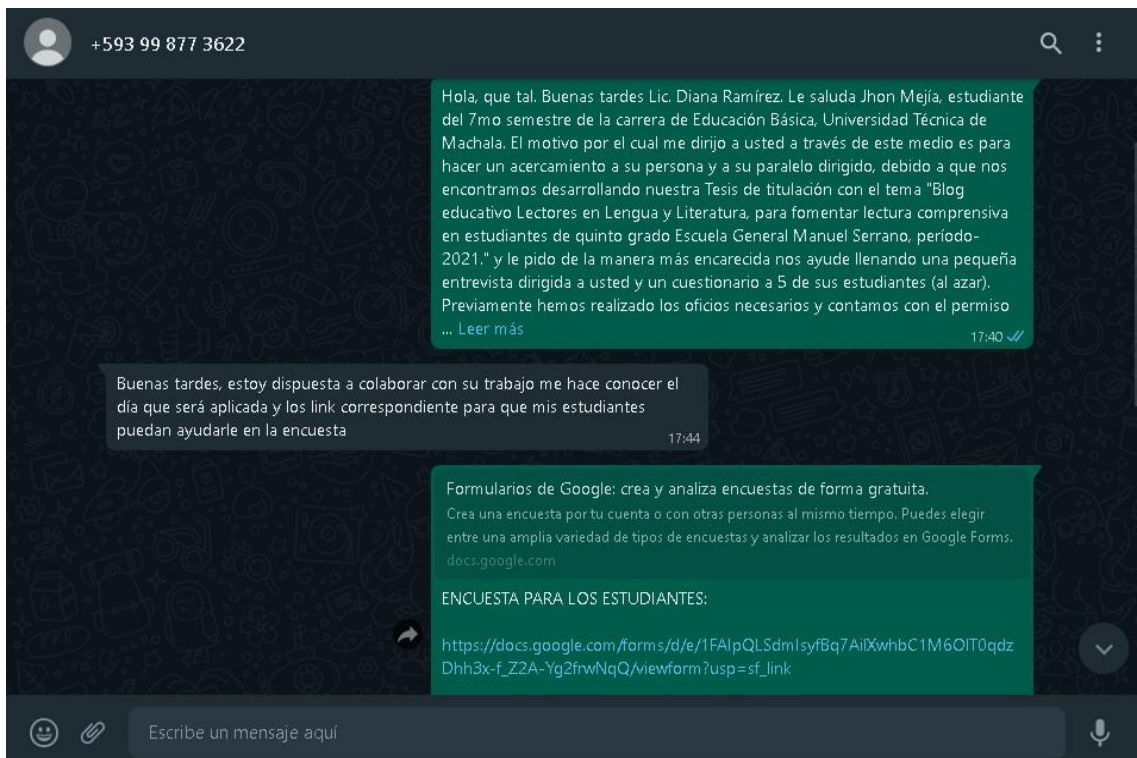 +593 99 877 3622
Hola, que tal. Buenas tardes Lic. Diana Ramírez. Le saluda Jhon Mejía, estudiante
del 7mo semestre de la carrera de Educación Básica, Universidad Técnica de
Machala. El motivo por el cual me dirijo a usted a través de este medio es para
hacer un acercamiento a su persona y a su paralelo dirigido, debido a que nos
encontramos desarrollando nuestra Tesis de titulación con el tema "Blog
educativo Lectores en Lengua y Literatura, para fomentar lectura comprensiva
en estudiantes de quinto grado Escuela General Manuel Serrano, período-
2021." y le pido de la manera más encarecida nos ayude llenando una pequeña
entrevista dirigida a usted y un cuestionario a 5 de sus estudiantes (al azar).
Previamente hemos realizado los oficios necesarios y contamos con el permiso
... Leer más
17:40
Buenas tardes, estoy dispuesta a colaborar con su trabajo me hace conocer el
día que será aplicada y los link correspondiente para que mis estudiantes
puedan ayudarle en la encuesta
17:44
Formularios de Google: crea y analiza encuestas de forma gratuita.
Crea una encuesta por tu cuenta o con otras personas al mismo tiempo. Puedes elegir
entre una amplia variedad de tipos de encuestas y analizar los resultados en Google Forms.
docs.google.com
ENCUESTA PARA LOS ESTUDIANTES:
https://docs.google.com/forms/d/e/1FAIpQLSdmIsyfBq7AilXwhbC1M6OlT0qdz
Dhh3x-f_Z2A-Yg2frwNqQ/viewform?usp=sf_link
Escribe un mensaje aquí